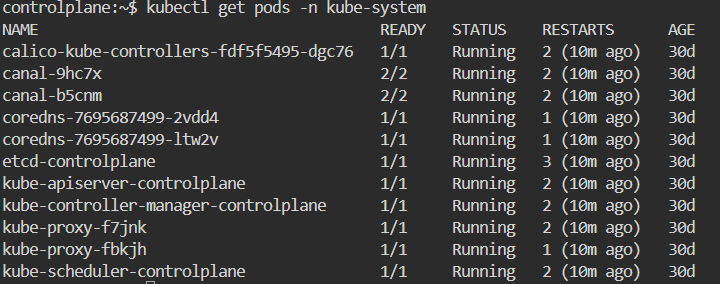 controlplane:~$ kubectl get pods -n kube-system
NAME READY STATUS RESTARTS AGE
calico-kube-controllers-fdf5f5495-dgc76 1/1 Running 2 (10m ago) 30d
canal-9hc7x 2/2 Running 2 (10m ago) 30d
canal-b5cnm 2/2 Running 2 (10m ago) 30d
coredns-7695687499-2vdd4 1/1 Running 1 (10m ago) 30d
coredns-7695687499-ltw2v 1/1 Running 1 (10m ago) 30d
etcd-controlplane 1/1 Running 3 (10m ago) 30d
kube-apiserver-controlplane 1/1 Running 2 (10m ago) 30d
kube-controller-manager-controlplane 1/1 Running 2 (10m ago) 30d
kube-proxy-f7jnk 1/1 Running 2 (10m ago) 30d
kube-proxy-fbkjh 1/1 Running 1 (10m ago) 30d
kube-scheduler-controlplane 1/1 Running 2 (10m ago) 30d